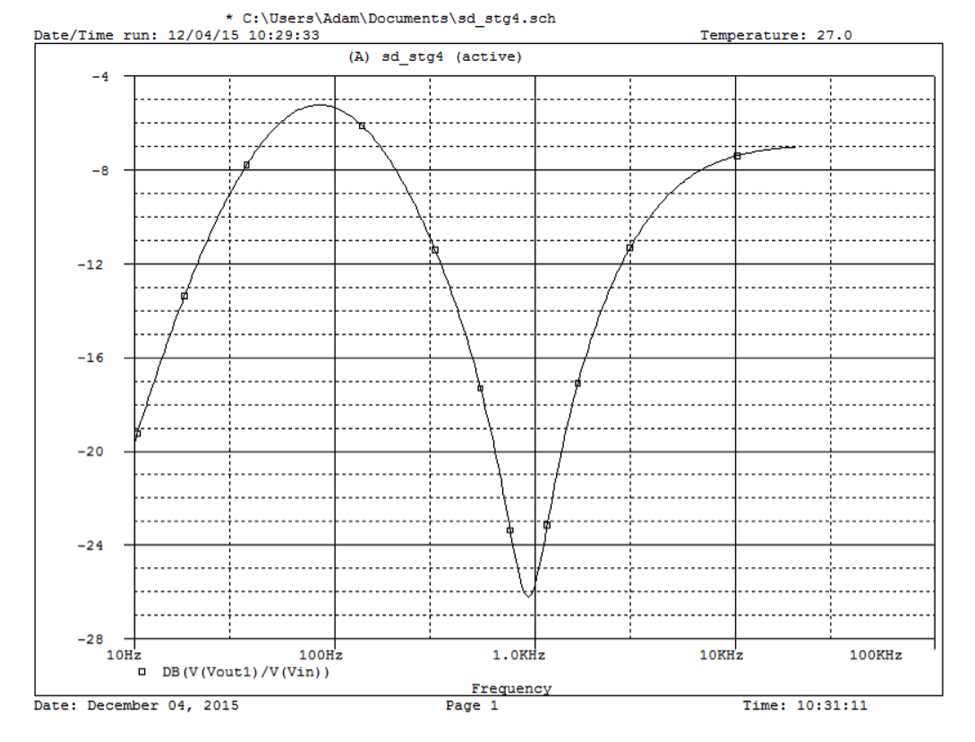 * C:\Users\Adam\Documents\sd_stg4.sch
Date/Time run: 12/04/15 10:29:33 Temperature: 27.0
(A) sd_stg4 (active)
-4
-8
-12
-16
-20
-24
-28
10Hz 100Hz 1.0KHz 10KHz 100KHz
DB(V(Vout1)/V(Vin))
Frequency
Date: December 04, 2015 Page 1 Time: 10:31:11